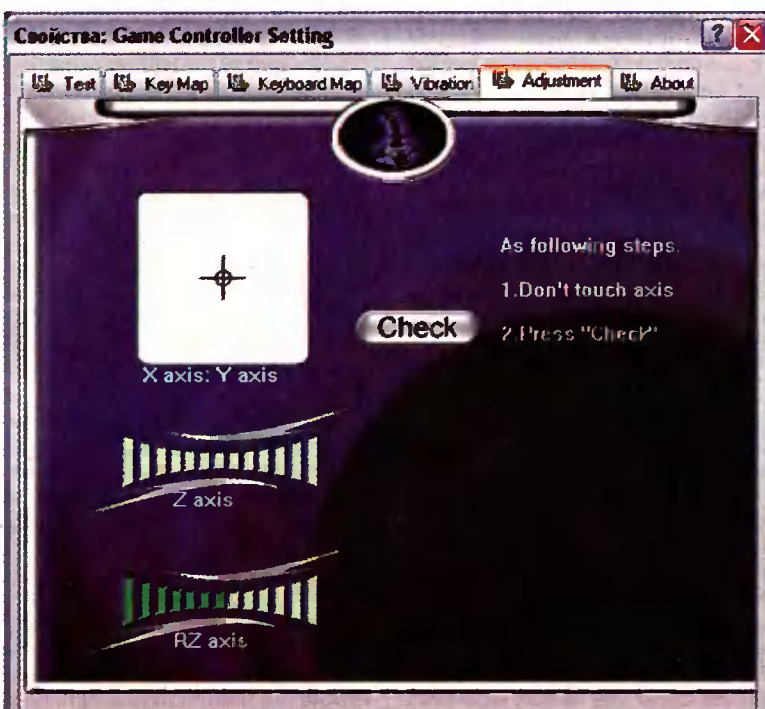 Свойства: Game Controller Setting
Test Key Map Keyboard Map Vibration Adjustment About
As following steps.
1.Don't touch axis
Check
2.Press "Check"
X axis: Y axis
Z axis
RZ axis